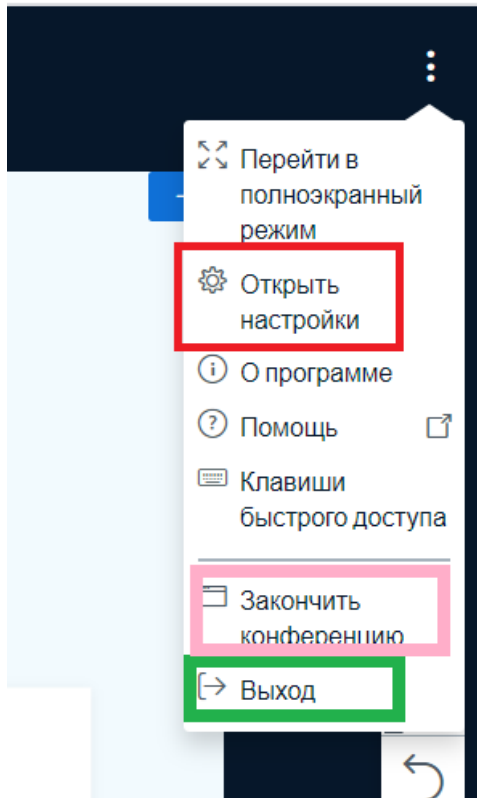 Перейти в
полноэкранный
режим
Открыть
настройки
О программе
Помощь
Клавиши
быстрого доступа
Закончить
конференцию
Выход